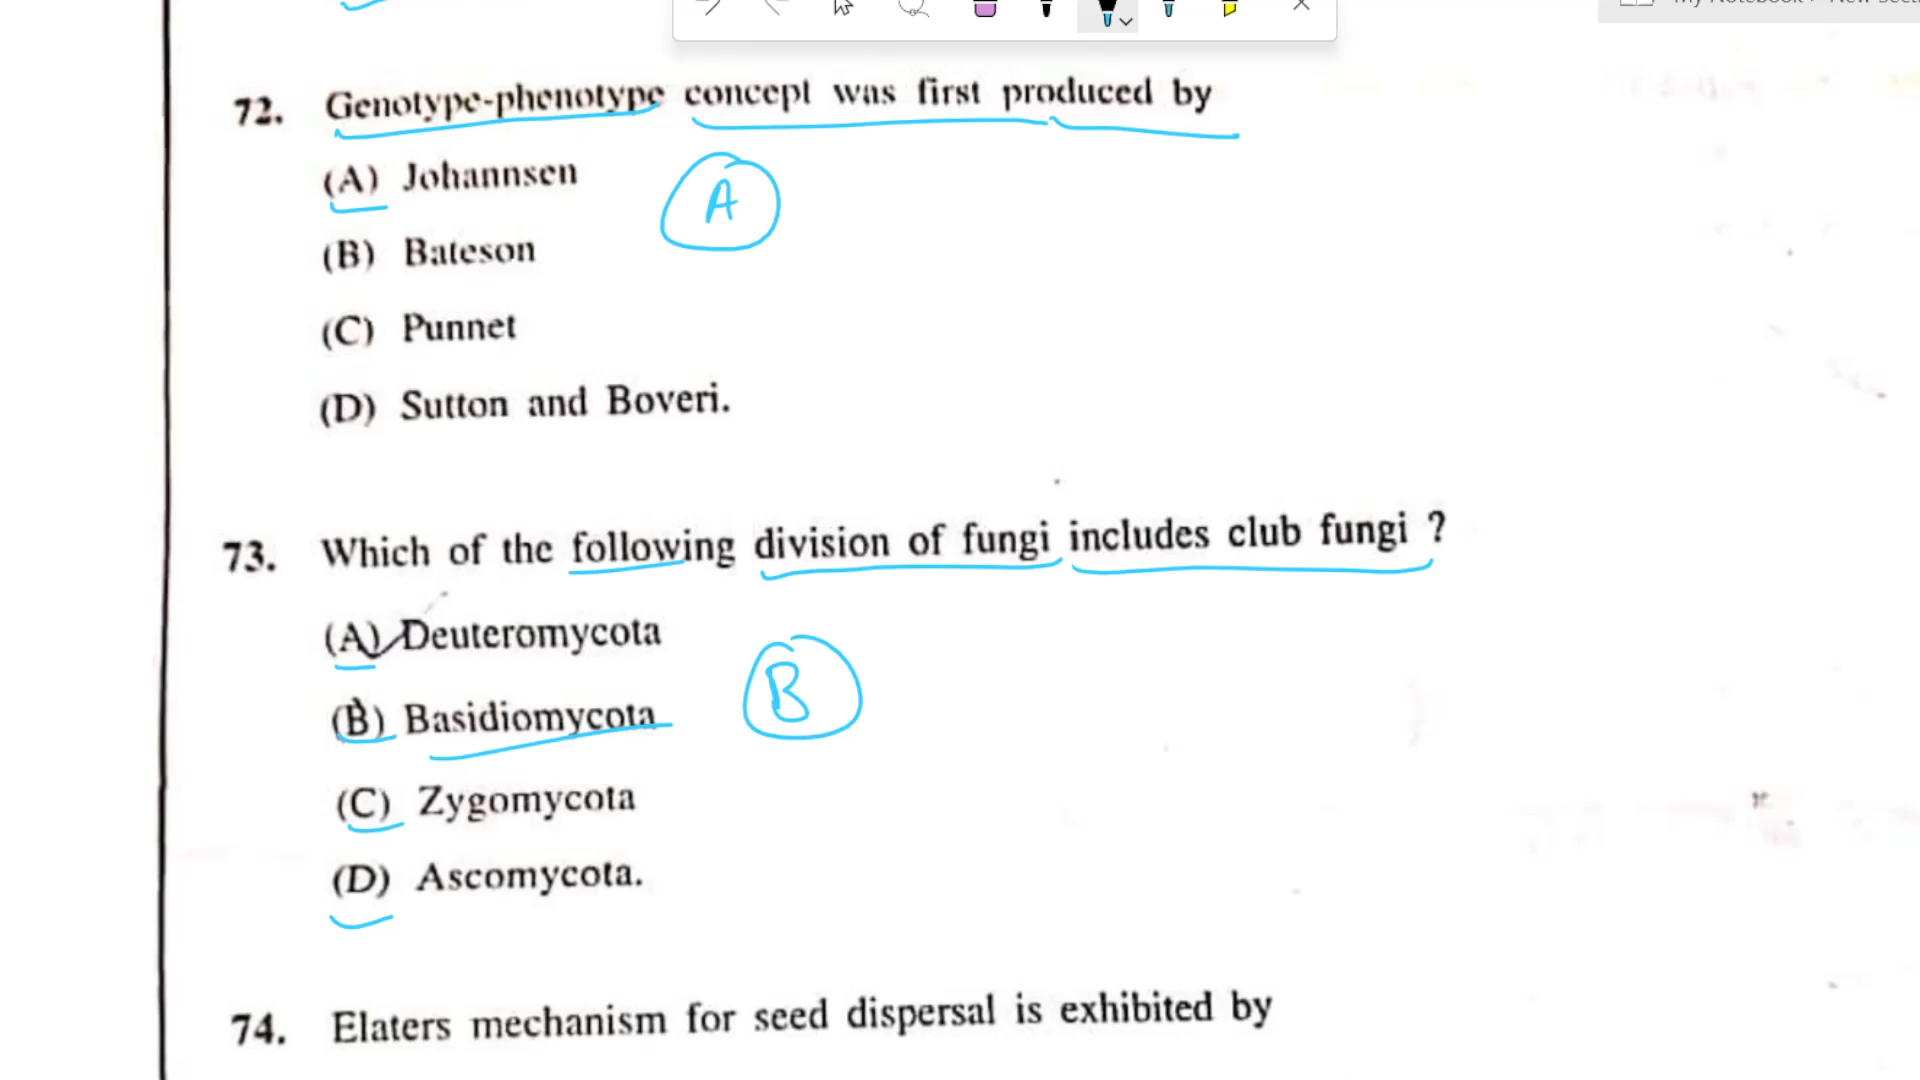 72. Genotype-phenotype concept was first produced by
(A) Johannsen
A
(B) Bateson
(C) Punnet
(D) Sutton and Boveri.
73. Which of the following division of fungi includes club fungi ?
(A) Deuteromycota
(B) Basidiomycota
B
(C) Zygomycota
(D) Ascomycota.
74. Elaters mechanism for seed dispersal is exhibited by